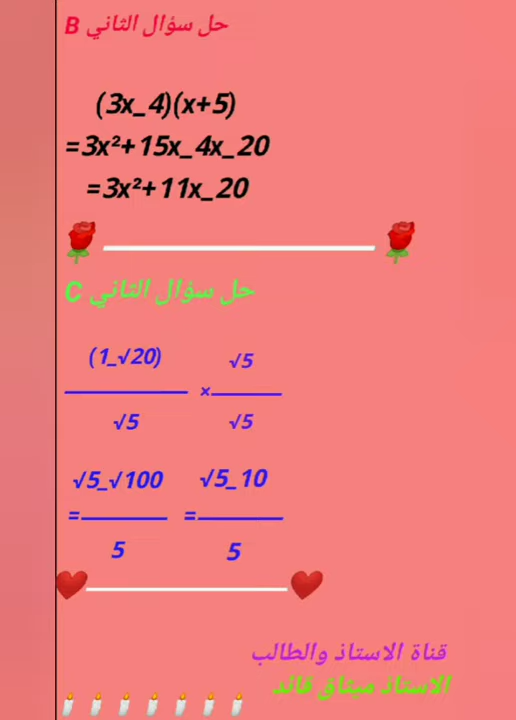 حل سؤال الثاني B
(3x_4)(x+5)
=3x²+15x_4x_20
=3x²+11x_20
حل سؤال الثاني C
(1_√20) √5
×
√5 √5
√5_√100 √5_10
= =
5 5
قناة الاستاذ والطالب
الاستاذ ميثاق قائد